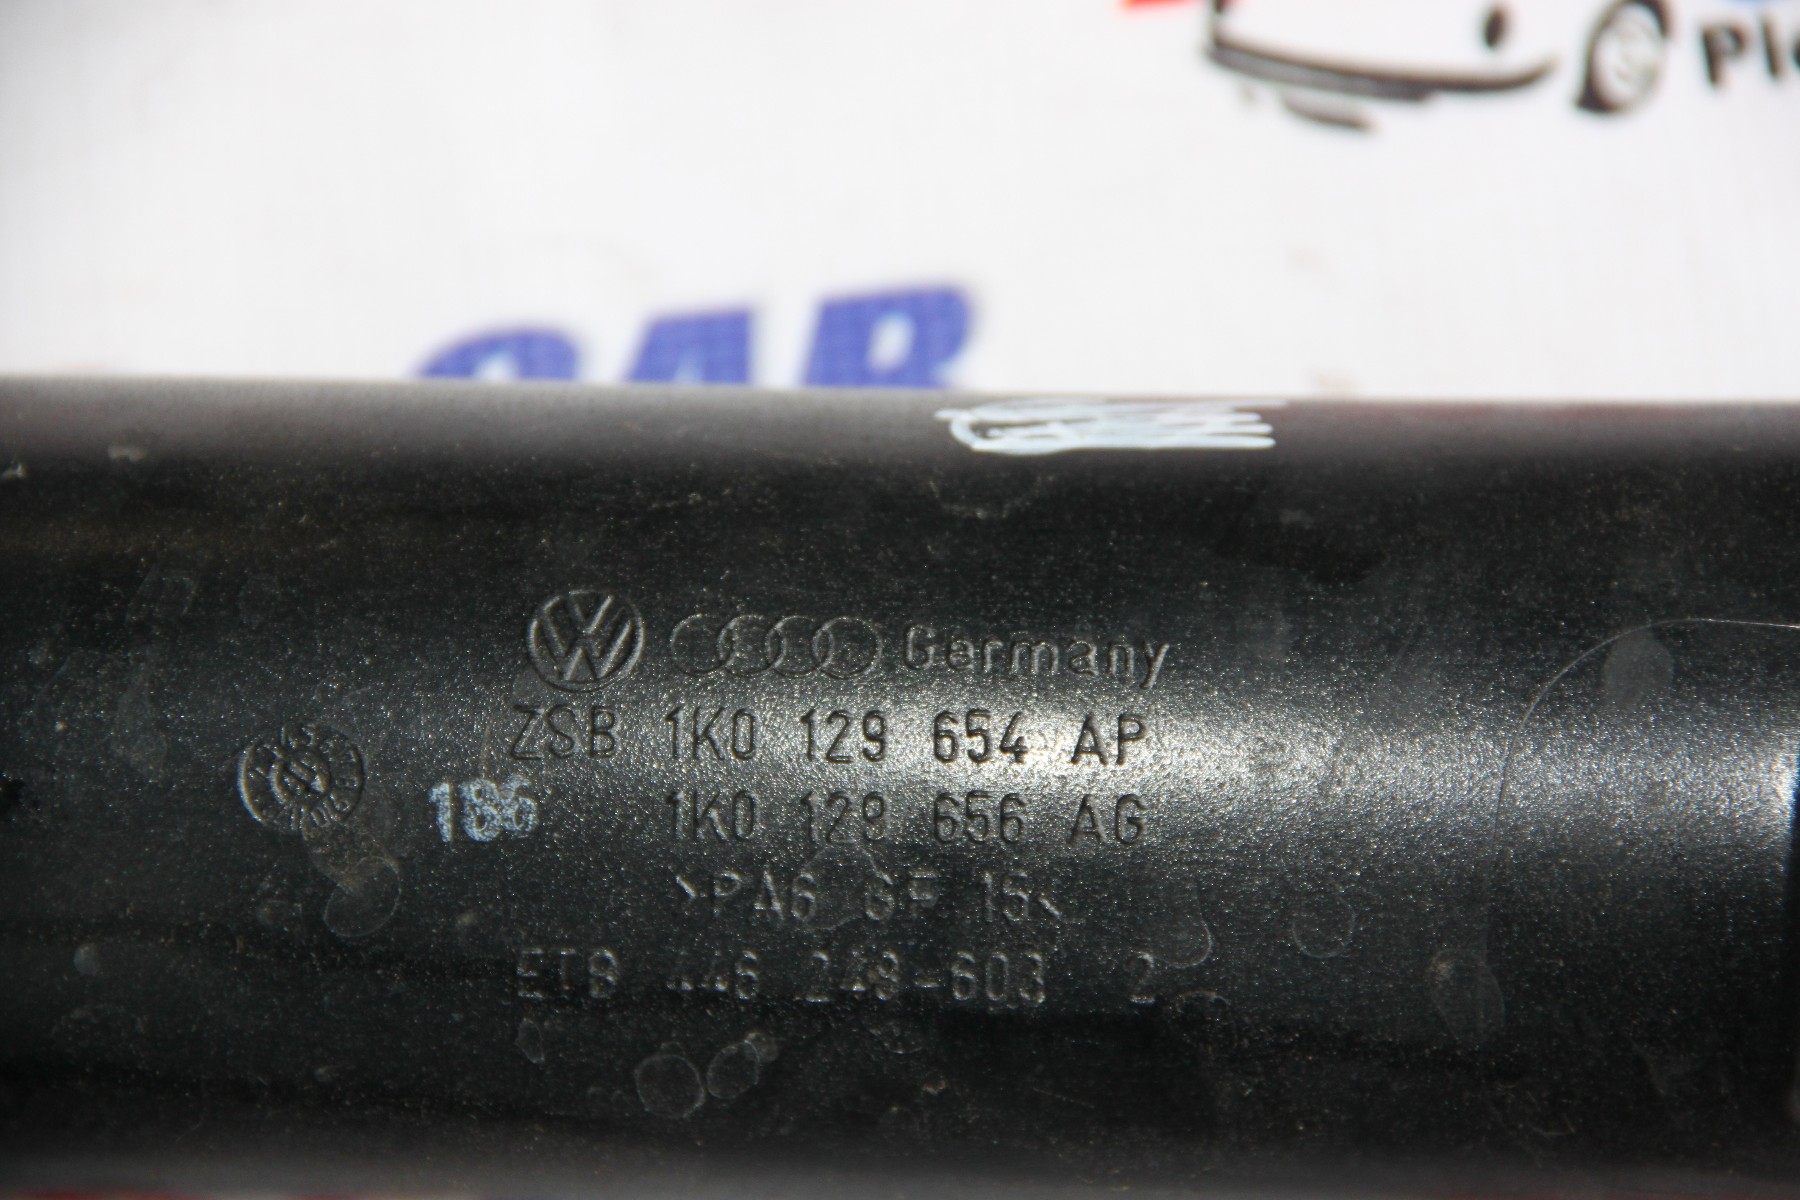 CAR
Germany
ZSB 1K0 129 654 AP
186 1K0 129 656 AG
>PA6 GF 15<
ETB 446 248-603 2